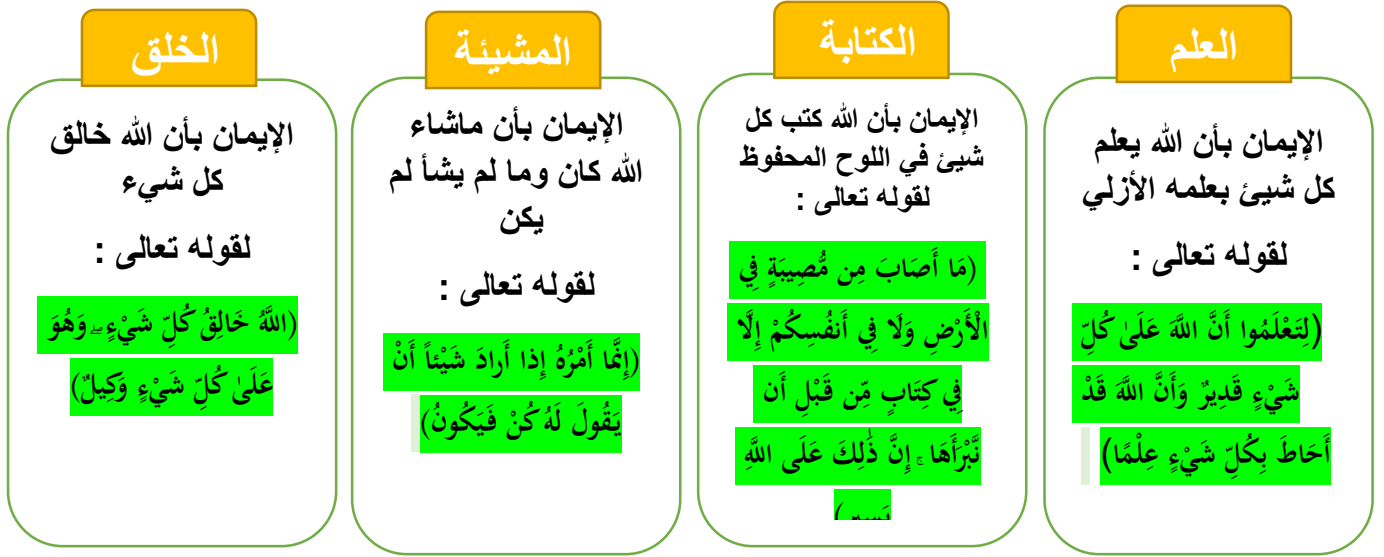 العلم
الإيمان بأن الله يعلم
كل شيئ بعلمه الأزلي
لقوله تعالى :
(لِتَعْلَمُوا أَنَّ اللَّهَ عَلَىٰ كُلِّ
شَيْءٍ قَدِيرٌ وَأَنَّ اللَّهَ قَدْ
أَحَاطَ بِكُلِّ شَيْءٍ عِلْمًا)
الكتابة
الإيمان بأن الله كتب كل
شيئ في اللوح المحفوظ
لقوله تعالى :
(مَا أَصَابَ مِن مُّصِيبَةٍ فِي
الْأَرْضِ وَلَا فِي أَنفُسِكُمْ إِلَّا
فِي كِتَابٍ مِّن قَبْلِ أَن
نَّبْرَأَهَا ۚ إِنَّ ذَٰلِكَ عَلَى اللَّهِ
المشيئة
الإيمان بأن ماشاء
الله كان وما لم يشأ لم
يكن
لقوله تعالى :
(إِنَّمَا أَمْرُهُ إِذا أَرادَ شَيْئاً أَنْ
يَقُولَ لَهُ كُنْ فَيَكُونُ)
الخلق
الإيمان بأن الله خالق
كل شيء
لقوله تعالى :
(اللَّهُ خَالِقُ كُلِّ شَيْءٍ ۖ وَهُوَ
عَلَىٰ كُلِّ شَيْءٍ وَكِيلٌ)